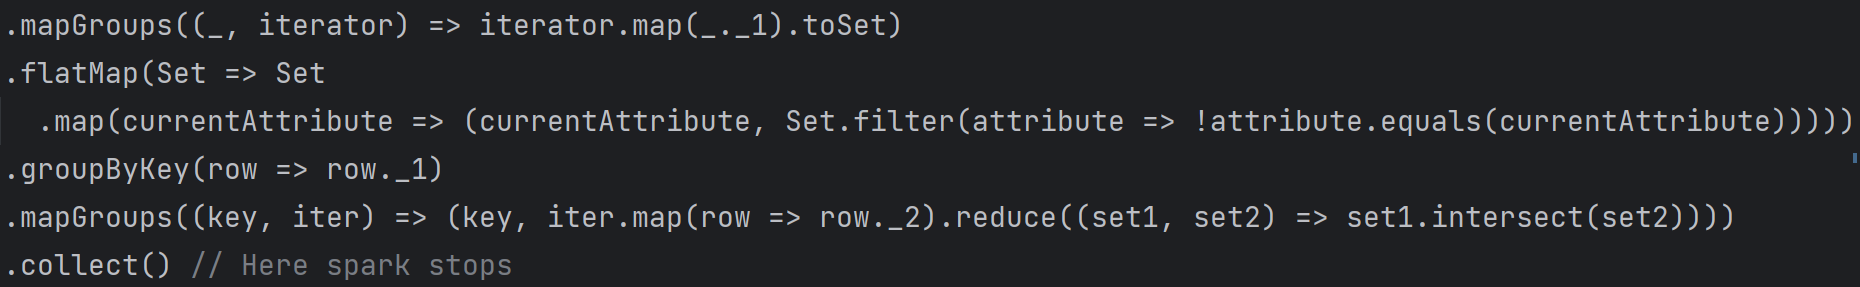 .mapGroups((_, iterator) => iterator.map(_._1).toSet)
.flatMap(Set => Set
  .map(currentAttribute => (currentAttribute, Set.filter(attribute => !attribute.equals(currentAttribute)))))
.groupByKey(row => row._1)
.mapGroups((key, iter) => (key, iter.map(row => row._2).reduce((set1, set2) => set1.intersect(set2))))
.collect() // Here spark stops